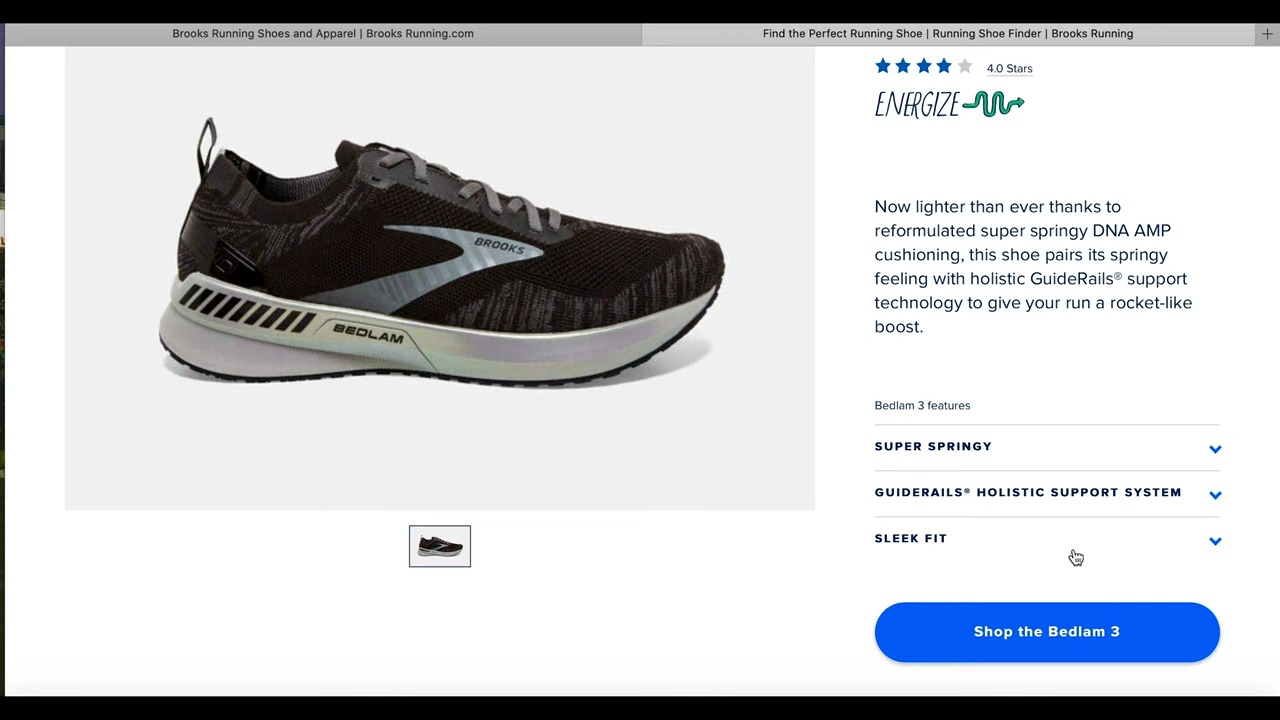 Brooks Running Shoes and Apparel | Brooks Running.com
Find the Perfect Running Shoe | Running Shoe Finder | Brooks Running
4.0 Stars
ENERGIZE
BROOKS
BEDLAM
Now lighter than ever thanks to
reformulated super springy DNA AMP
cushioning, this shoe pairs its springy
feeling with holistic GuideRails® support
technology to give your run a rocket-like
boost.
Bedlam 3 features
SUPER SPRINGY
GUIDERAILS® HOLISTIC SUPPORT SYSTEM
SLEEK FIT
Shop the Bedlam 3